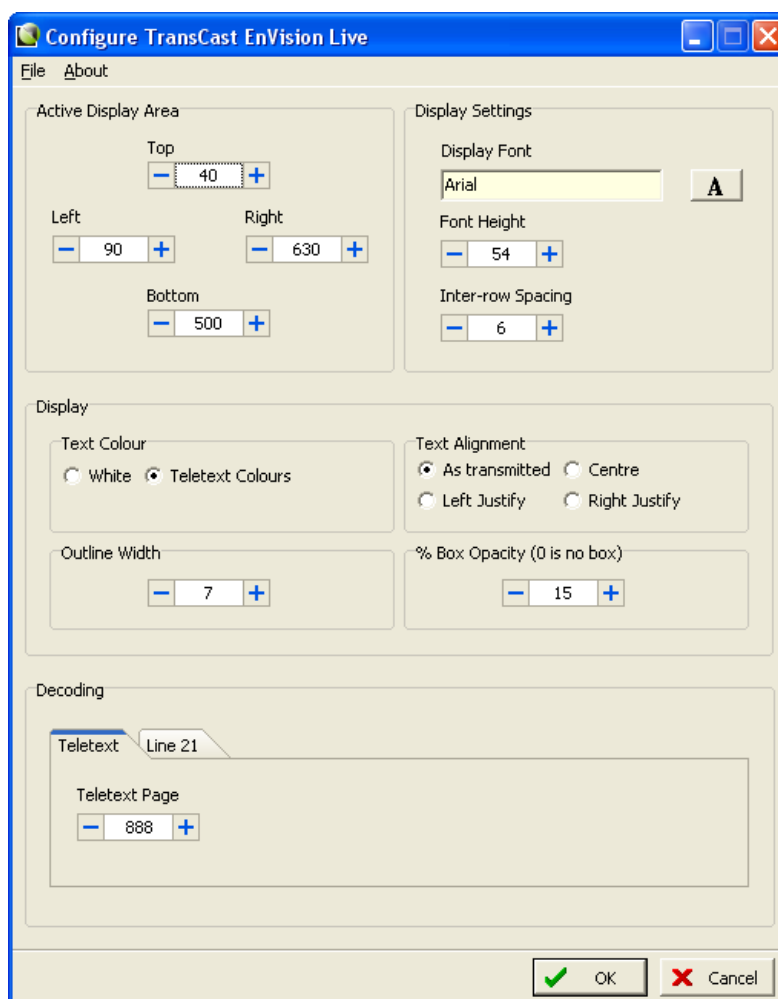 Configure TransCast EnVision Live
File About
Active Display Area
Top
40
Left Right
90 630
Bottom
500
Display Settings
Display Font
Arial A
Font Height
54
Inter-row Spacing
6
Display
Text Colour
White Teletext Colours
Text Alignment
As transmitted Centre
Left Justify Right Justify
Outline Width
7
% Box Opacity (0 is no box)
15
Decoding
Teletext Line 21
Teletext Page
888
OK Cancel